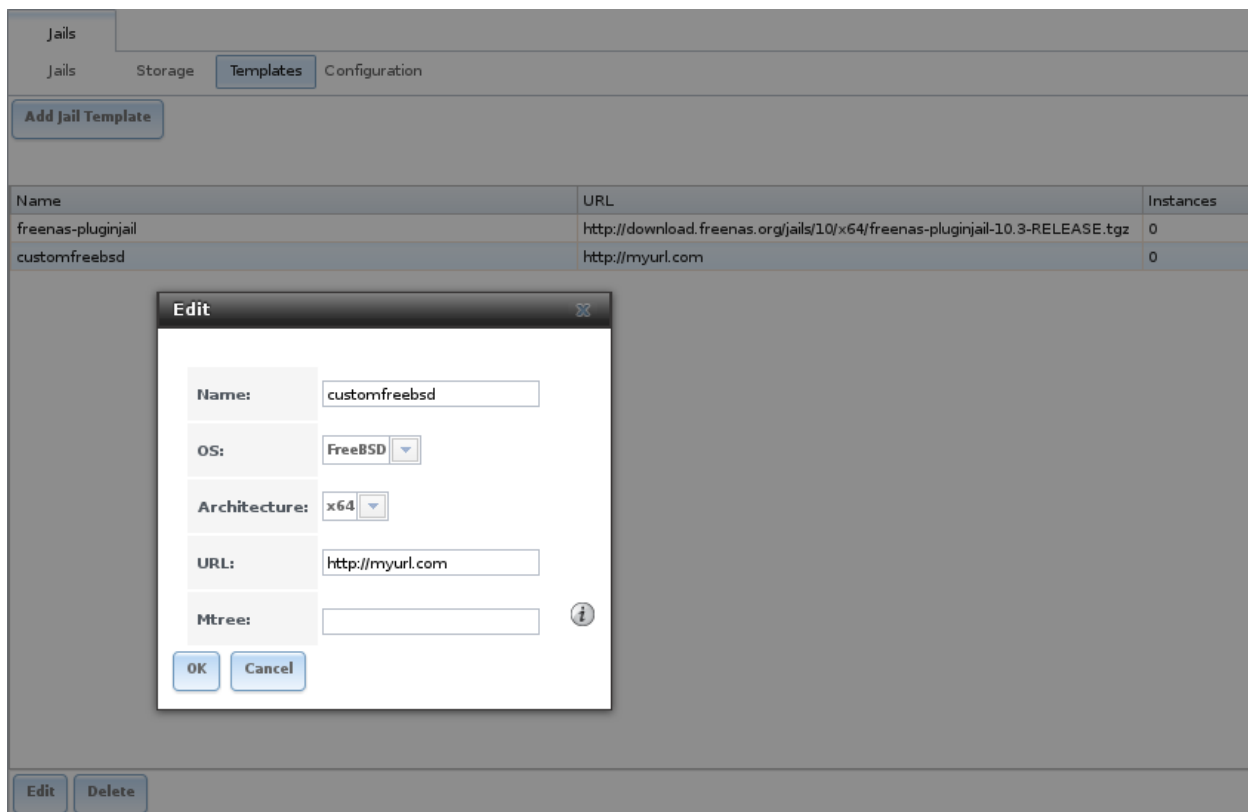 Jails
Jails Storage Templates Configuration
Add Jail Template
Name URL Instances
freenas-pluginjail http://download.freenas.org/jails/10/x64/freenas-pluginjail-10.3-RELEASE.tgz 0
customfreebsd http://myurl.com 0
Edit
Name: customfreebsd
OS: FreeBSD
Architecture: x64
URL: http://myurl.com
Mtree:
OK Cancel
Edit Delete